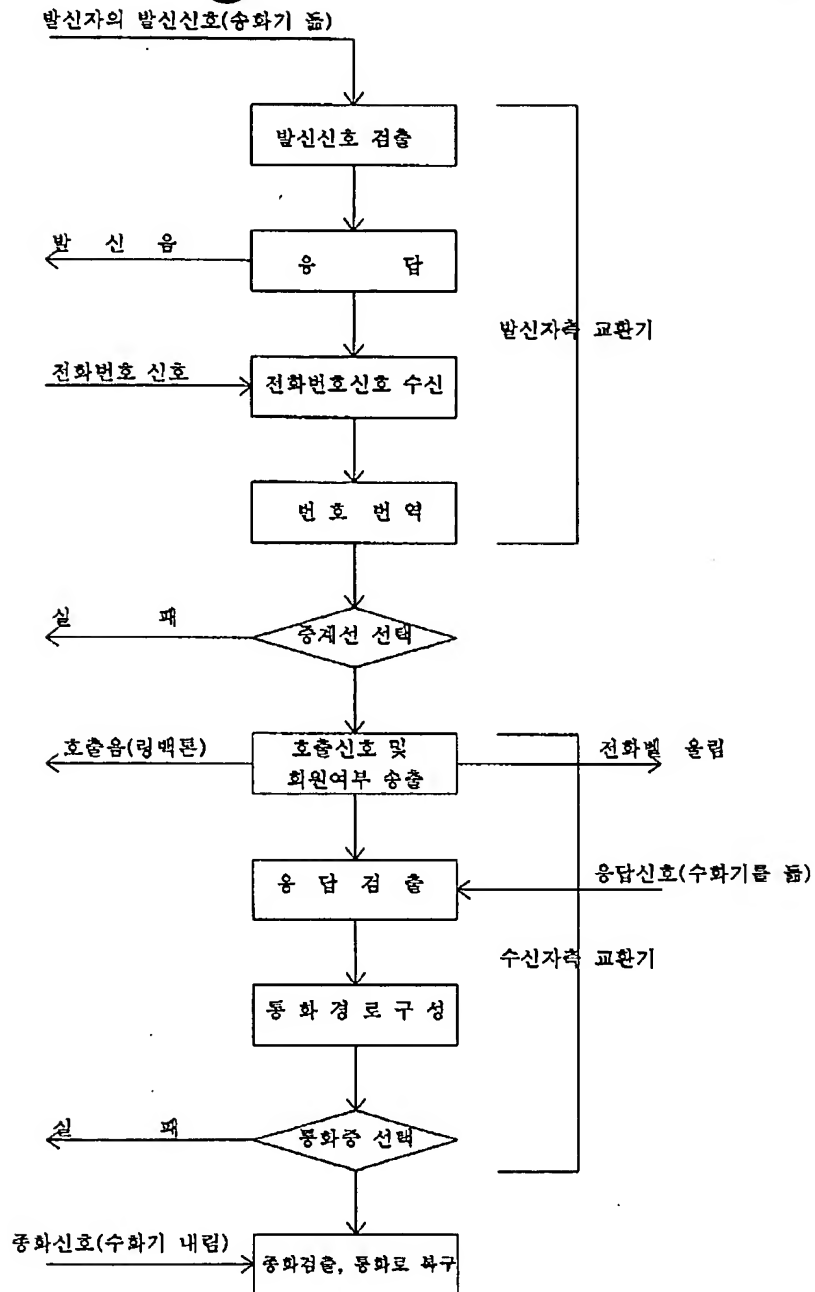 발신자의 발신신호(송화기 듦)
발신신호 검출
발 신 음
응 답
발신자측 교환기
전화번호 신호
전화번호신호 수신
번 호 번 역
실 패
중계선 선택
호출음(링백톤)
호출신호 및
회원여부 송출
전화벨 울림
응 답 검 출
응답신호(수화기를 듦)
수신자측 교환기
통 화 경 로 구 성
실 패
통화중 선택
종화신호(수화기 내림)
종화검출, 통화로 복구